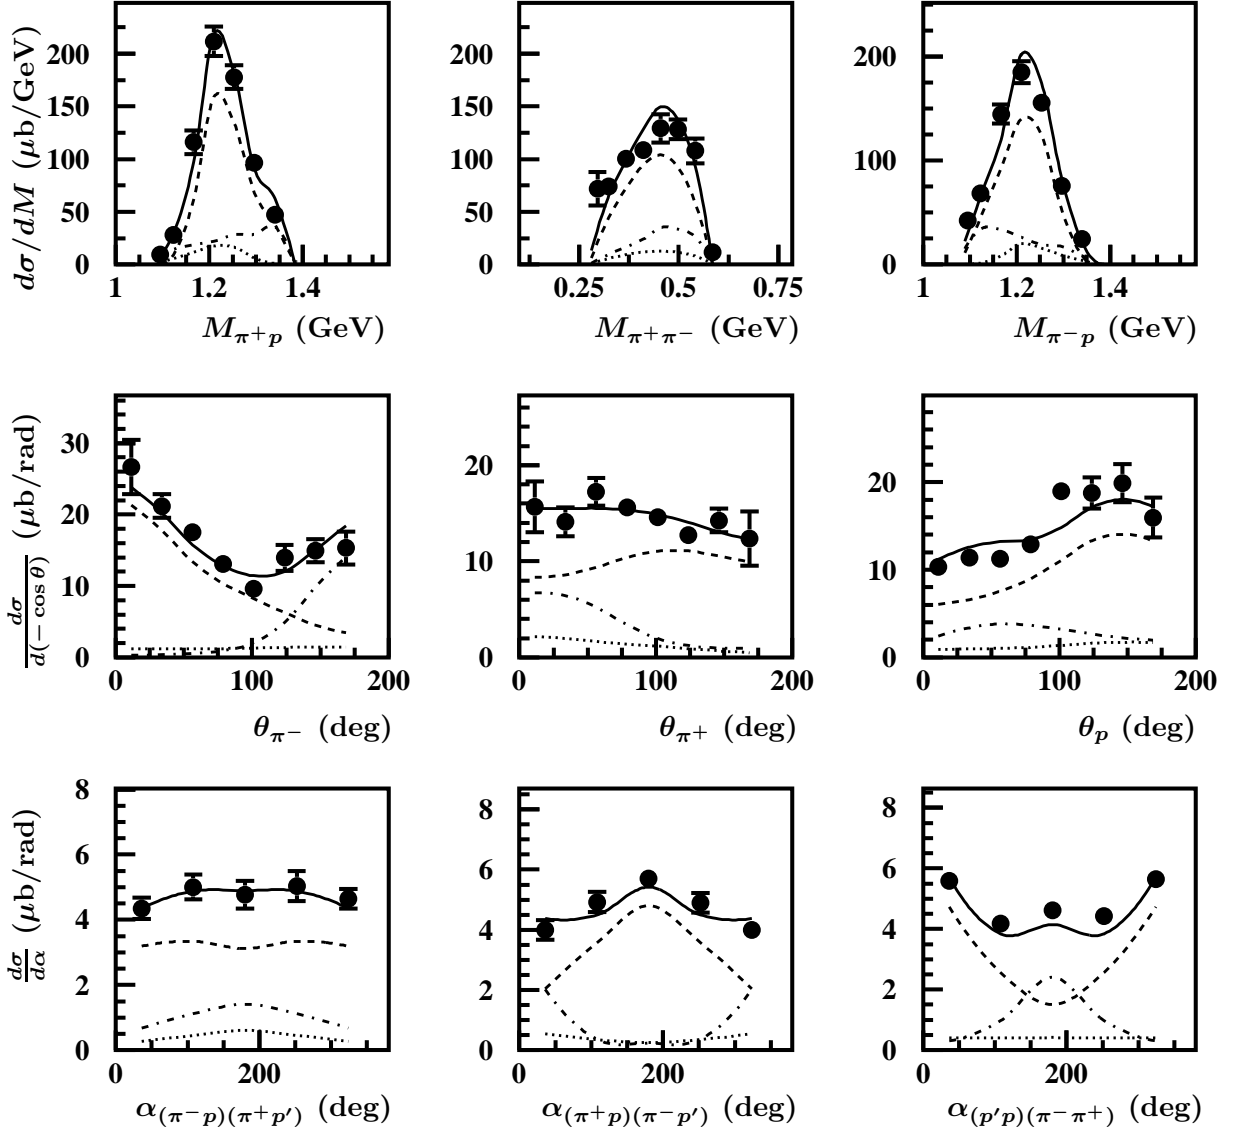 dσ/dM (μb/GeV)
200
150
100
50
0
1 1.2 1.4
M_{π⁺p} (GeV)
200
150
100
50
0
0.25 0.5 0.75
M_{π⁺π⁻} (GeV)
200
100
0
1 1.2 1.4
M_{π⁻p} (GeV)
dσ/d(− cos θ) (μb/rad)
30
20
10
0
0 100 200
θ_{π⁻} (deg)
20
10
0
0 100 200
θ_{π⁺} (deg)
20
10
0
0 100 200
θ_p (deg)
dσ/dα (μb/rad)
8
6
4
2
0
0 200
α_{(π⁻p)(π⁺p′)} (deg)
8
6
4
2
0
0 200
α_{(π⁺p)(π⁻p′)} (deg)
8
6
4
2
0
0 200
α_{(p′p)(π⁻π⁺)} (deg)